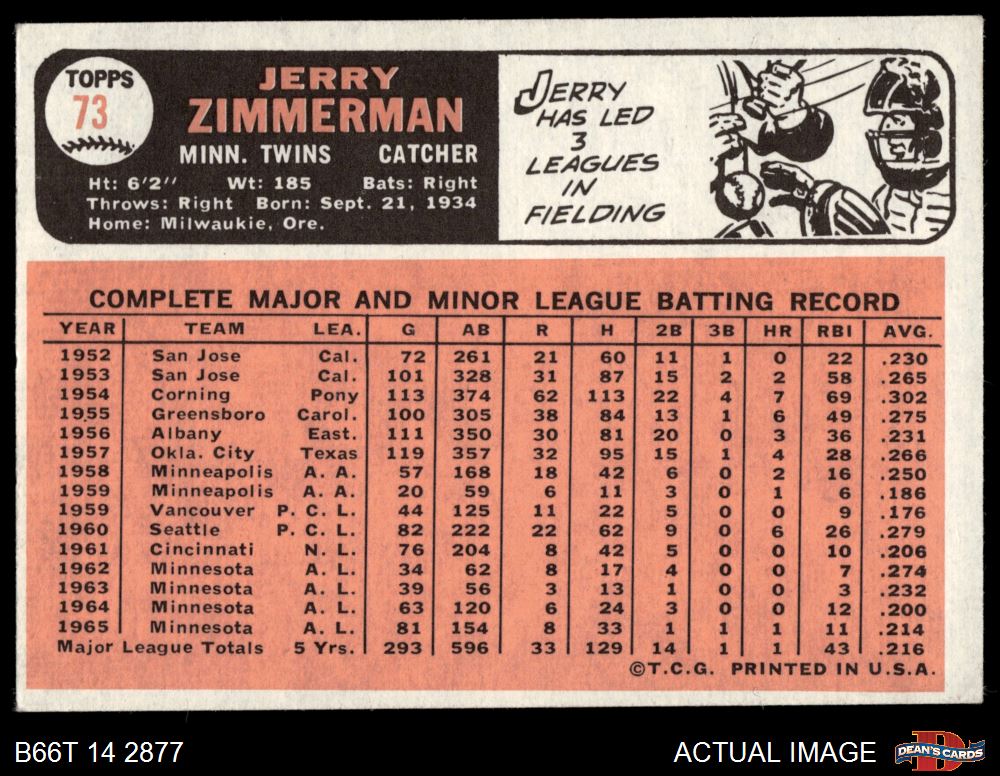 TOPPS
73
JERRY
ZIMMERMAN
MINN. TWINS CATCHER
Ht: 6'2" Wt: 185 Bats: Right
Throws: Right Born: Sept. 21, 1934
Home: Milwaukie, Ore.
JERRY
HAS LED
3
LEAGUES
IN
FIELDING
COMPLETE MAJOR AND MINOR LEAGUE BATTING RECORD
YEAR TEAM LEA. G AB R H 2B 3B HR RBI AVG.
1952 San Jose Cal. 72 261 21 60 11 1 0 22 .230
1953 San Jose Cal. 101 328 31 87 15 2 2 58 .265
1954 Corning Pony 113 374 62 113 22 4 7 69 .302
1955 Greensboro Carol. 100 305 38 84 13 1 6 49 .275
1956 Albany East. 111 350 30 81 20 0 3 36 .231
1957 Okla. City Texas 119 357 32 95 15 1 4 28 .266
1958 Minneapolis A. A. 57 168 18 42 6 0 2 16 .250
1959 Minneapolis A. A. 20 59 6 11 3 0 1 6 .186
1959 Vancouver P. C. L. 44 125 11 22 5 0 0 9 .176
1960 Seattle P. C. L. 82 222 22 62 9 0 6 26 .279
1961 Cincinnati N. L. 76 204 8 42 5 0 0 10 .206
1962 Minnesota A. L. 34 62 8 17 4 0 0 7 .274
1963 Minnesota A. L. 39 56 3 13 1 0 0 3 .232
1964 Minnesota A. L. 63 120 6 24 3 0 0 12 .200
1965 Minnesota A. L. 81 154 8 33 1 1 1 11 .214
Major League Totals 5 Yrs. 293 596 33 129 14 1 1 43 .216
©T.C.G. PRINTED IN U.S.A.
B66T 14 2877
ACTUAL IMAGE
DEAN'S CARDS